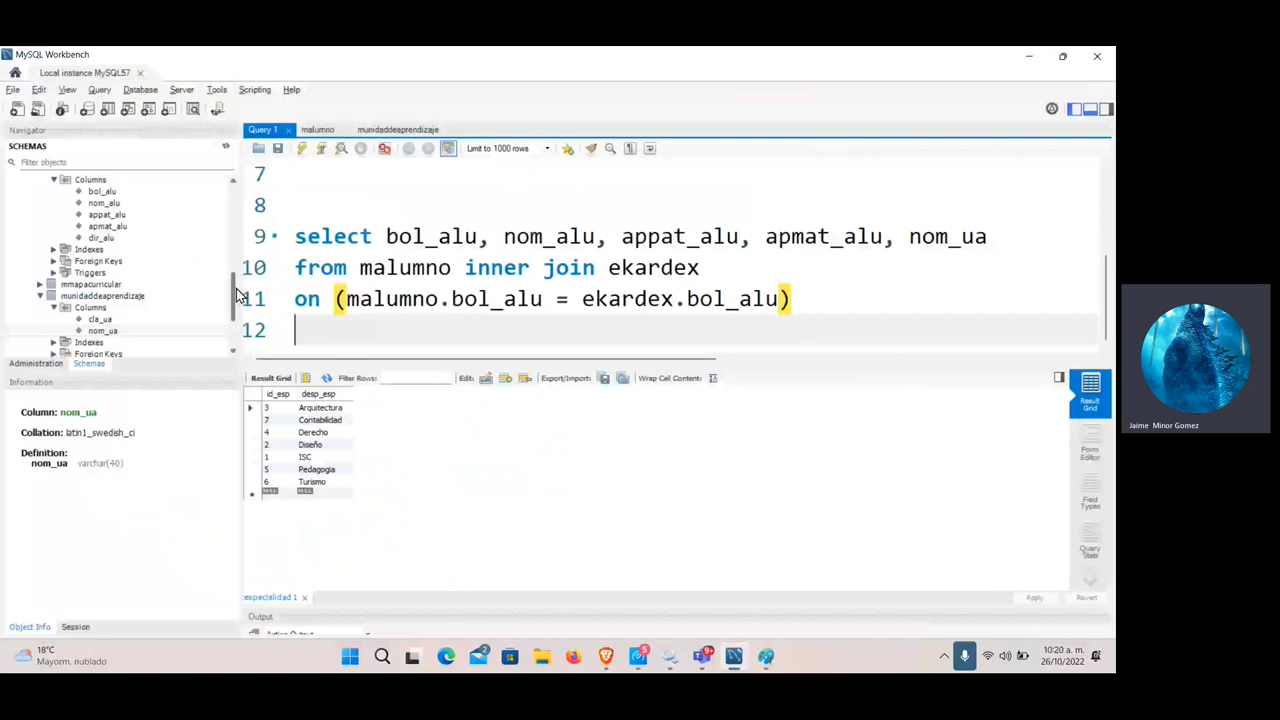 MySQL Workbench
Local instance MySQL57
File Edit View Query Database Server Tools Scripting Help
Navigator
SCHEMAS
Filter objects
Columns
bol_alu
nom_alu
appat_alu
apmat_alu
dir_alu
Indexes
Foreign Keys
Triggers
mmapacurricular
munidaddeaprendizaje
Columns
cla_ua
nom_ua
Indexes
Foreign Keys
Administration Schemas
Information
Column: nom_ua
Collation: latin1_swedish_ci
Definition:
nom_ua varchar(40)
Object Info Session
Query 1 malumno munidaddeaprendizaje
Limit to 1000 rows
7
8
9 select bol_alu, nom_alu, appat_alu, apmat_alu, nom_ua
10 from malumno inner join ekardex
11 on (malumno.bol_alu = ekardex.bol_alu)
12
Result Grid Filter Rows: Edit: Export/Import: Wrap Cell Content:
id_esp desp_esp
3 Arquitectura
7 Contabilidad
4 Derecho
2 Diseño
1 ISC
5 Pedagogia
6 Turismo
NULL NULL
Result Grid
Form Editor
Field Types
Query Stats
especialidad 1
Apply Revert
Output
Jaime Minor Gomez
18°C
Mayorm. nublado
2
5
9+
10:20 a. m.
26/10/2022